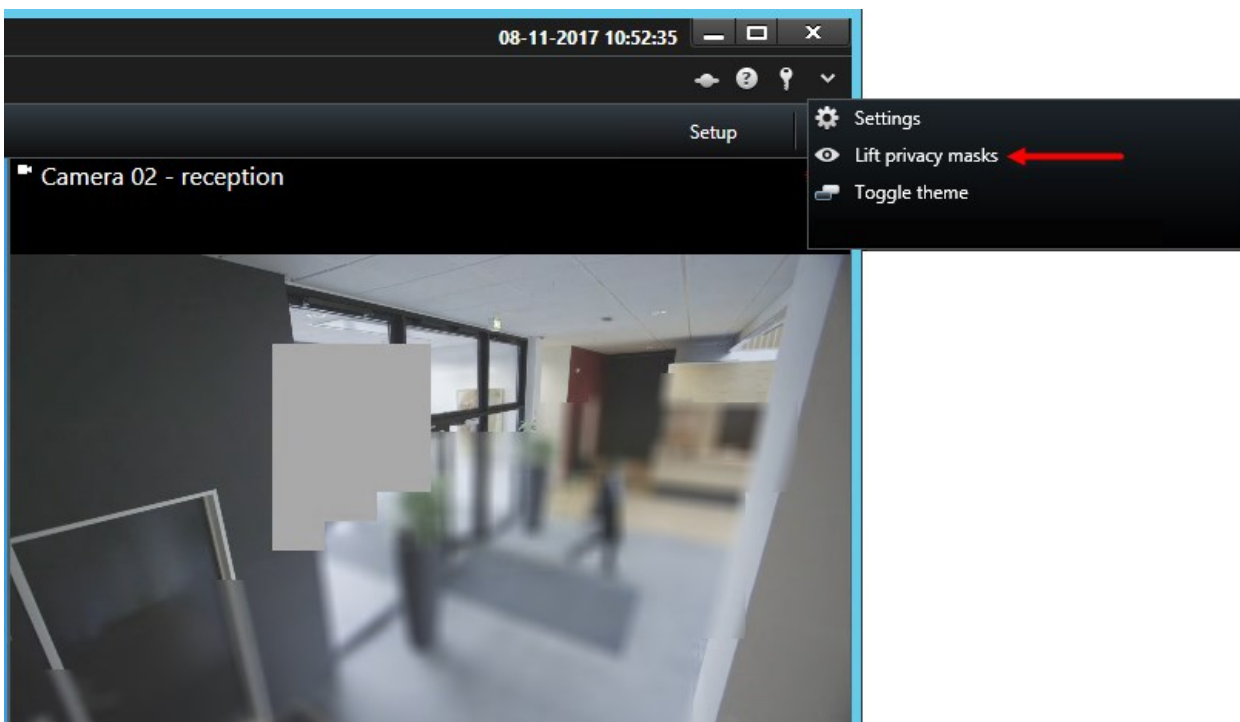 08-11-2017 10:52:35
Setup
Settings
Camera 02 - reception
Lift privacy masks
Toggle theme